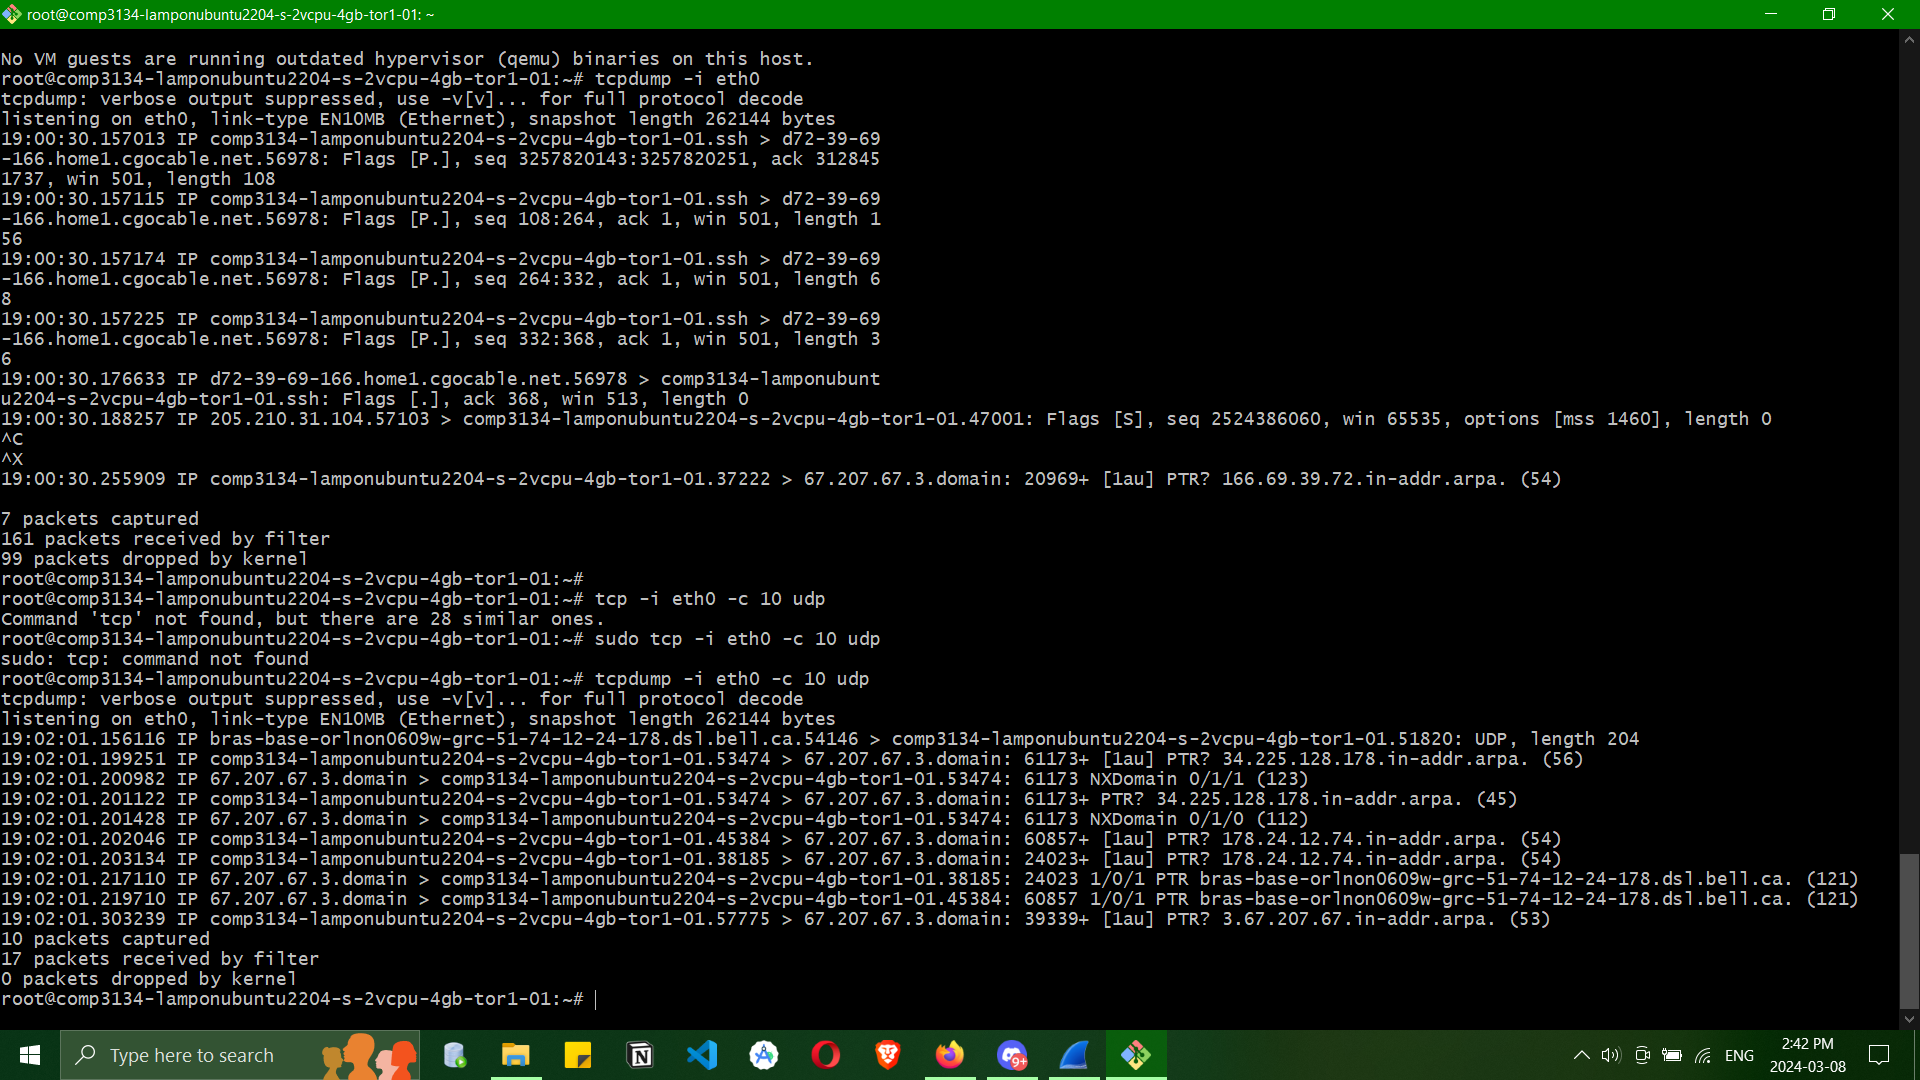 root@comp3134-lamponubuntu2204-s-2vcpu-4gb-tor1-01: ~
No VM guests are running outdated hypervisor (qemu) binaries on this host.
root@comp3134-lamponubuntu2204-s-2vcpu-4gb-tor1-01:~# tcpdump -i eth0
tcpdump: verbose output suppressed, use -v[v]... for full protocol decode
listening on eth0, link-type EN10MB (Ethernet), snapshot length 262144 bytes
19:00:30.157013 IP comp3134-lamponubuntu2204-s-2vcpu-4gb-tor1-01.ssh > d72-39-69
-166.home1.cgocable.net.56978: Flags [P.], seq 3257820143:3257820251, ack 312845
1737, win 501, length 108
19:00:30.157115 IP comp3134-lamponubuntu2204-s-2vcpu-4gb-tor1-01.ssh > d72-39-69
-166.home1.cgocable.net.56978: Flags [P.], seq 108:264, ack 1, win 501, length 1
56
19:00:30.157174 IP comp3134-lamponubuntu2204-s-2vcpu-4gb-tor1-01.ssh > d72-39-69
-166.home1.cgocable.net.56978: Flags [P.], seq 264:332, ack 1, win 501, length 6
8
19:00:30.157225 IP comp3134-lamponubuntu2204-s-2vcpu-4gb-tor1-01.ssh > d72-39-69
-166.home1.cgocable.net.56978: Flags [P.], seq 332:368, ack 1, win 501, length 3
6
19:00:30.176633 IP d72-39-69-166.home1.cgocable.net.56978 > comp3134-lamponubunt
u2204-s-2vcpu-4gb-tor1-01.ssh: Flags [.], ack 368, win 513, length 0
19:00:30.188257 IP 205.210.31.104.57103 > comp3134-lamponubuntu2204-s-2vcpu-4gb-tor1-01.47001: Flags [S], seq 2524386060, win 65535, options [mss 1460], length 0
^C
^X
19:00:30.255909 IP comp3134-lamponubuntu2204-s-2vcpu-4gb-tor1-01.37222 > 67.207.67.3.domain: 20969+ [1au] PTR? 166.69.39.72.in-addr.arpa. (54)
7 packets captured
161 packets received by filter
99 packets dropped by kernel
root@comp3134-lamponubuntu2204-s-2vcpu-4gb-tor1-01:~#
root@comp3134-lamponubuntu2204-s-2vcpu-4gb-tor1-01:~# tcp -i eth0 -c 10 udp
Command 'tcp' not found, but there are 28 similar ones.
root@comp3134-lamponubuntu2204-s-2vcpu-4gb-tor1-01:~# sudo tcp -i eth0 -c 10 udp
sudo: tcp: command not found
root@comp3134-lamponubuntu2204-s-2vcpu-4gb-tor1-01:~# tcpdump -i eth0 -c 10 udp
tcpdump: verbose output suppressed, use -v[v]... for full protocol decode
listening on eth0, link-type EN10MB (Ethernet), snapshot length 262144 bytes
19:02:01.156116 IP bras-base-orlnon0609w-grc-51-74-12-24-178.dsl.bell.ca.54146 > comp3134-lamponubuntu2204-s-2vcpu-4gb-tor1-01.51820: UDP, length 204
19:02:01.199251 IP comp3134-lamponubuntu2204-s-2vcpu-4gb-tor1-01.53474 > 67.207.67.3.domain: 61173+ [1au] PTR? 34.225.128.178.in-addr.arpa. (56)
19:02:01.200982 IP 67.207.67.3.domain > comp3134-lamponubuntu2204-s-2vcpu-4gb-tor1-01.53474: 61173 NXDomain 0/1/1 (123)
19:02:01.201122 IP comp3134-lamponubuntu2204-s-2vcpu-4gb-tor1-01.53474 > 67.207.67.3.domain: 61173+ PTR? 34.225.128.178.in-addr.arpa. (45)
19:02:01.201428 IP 67.207.67.3.domain > comp3134-lamponubuntu2204-s-2vcpu-4gb-tor1-01.53474: 61173 NXDomain 0/1/0 (112)
19:02:01.202046 IP comp3134-lamponubuntu2204-s-2vcpu-4gb-tor1-01.45384 > 67.207.67.3.domain: 60857+ [1au] PTR? 178.24.12.74.in-addr.arpa. (54)
19:02:01.203134 IP comp3134-lamponubuntu2204-s-2vcpu-4gb-tor1-01.38185 > 67.207.67.3.domain: 24023+ [1au] PTR? 178.24.12.74.in-addr.arpa. (54)
19:02:01.217110 IP 67.207.67.3.domain > comp3134-lamponubuntu2204-s-2vcpu-4gb-tor1-01.38185: 24023 1/0/1 PTR bras-base-orlnon0609w-grc-51-74-12-24-178.dsl.bell.ca. (121)
19:02:01.219710 IP 67.207.67.3.domain > comp3134-lamponubuntu2204-s-2vcpu-4gb-tor1-01.45384: 60857 1/0/1 PTR bras-base-orlnon0609w-grc-51-74-12-24-178.dsl.bell.ca. (121)
19:02:01.303239 IP comp3134-lamponubuntu2204-s-2vcpu-4gb-tor1-01.57775 > 67.207.67.3.domain: 39339+ [1au] PTR? 3.67.207.67.in-addr.arpa. (53)
10 packets captured
17 packets received by filter
0 packets dropped by kernel
root@comp3134-lamponubuntu2204-s-2vcpu-4gb-tor1-01:~#
Type here to search
9+
ENG
2:42 PM
2024-03-08